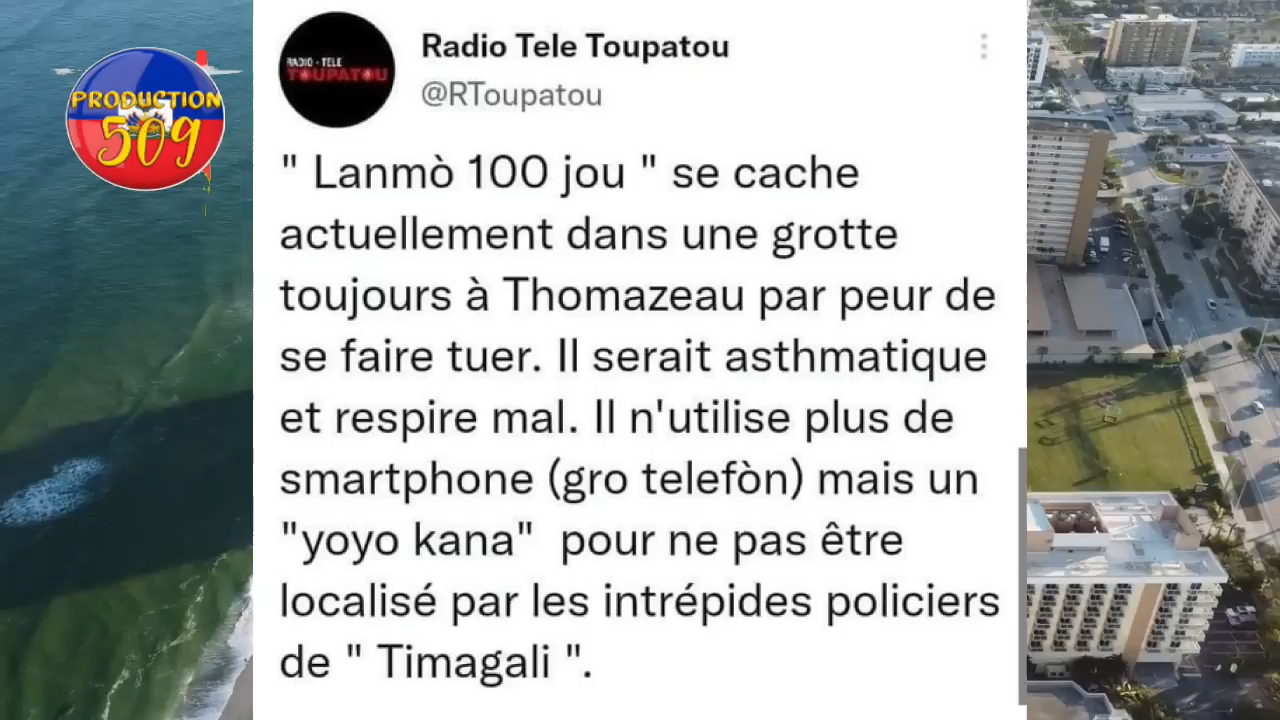 PRODUCTION
509
RADIO - TELE
TOUPATOU
Radio Tele Toupatou
@RToupatou
" Lanmò 100 jou " se cache
actuellement dans une grotte
toujours à Thomazeau par peur de
se faire tuer. Il serait asthmatique
et respire mal. Il n'utilise plus de
smartphone (gro telefòn) mais un
"yoyo kana"  pour ne pas être
localisé par les intrépides policiers
de " Timagali ".